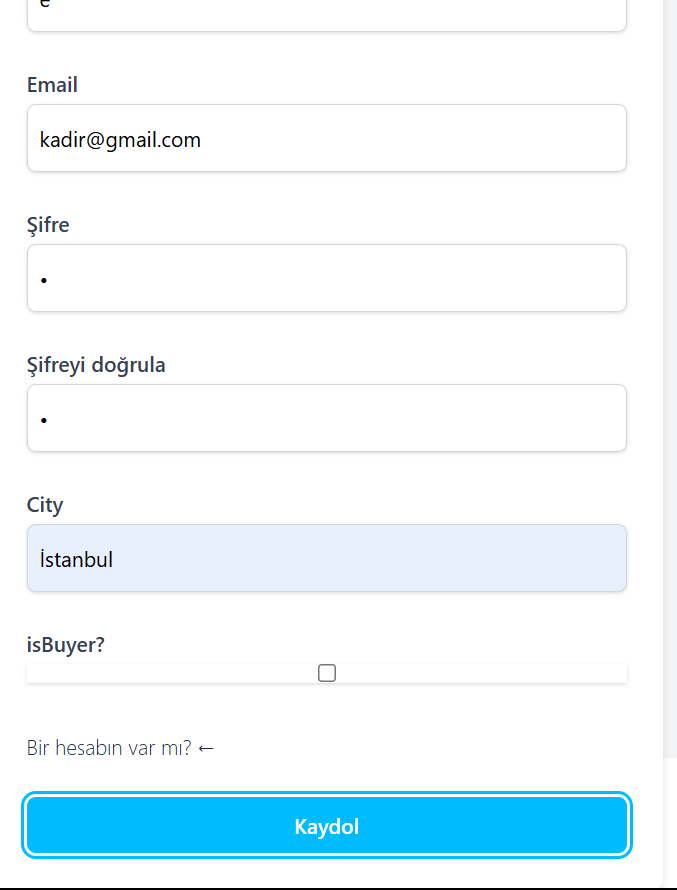 e
Email
kadir@gmail.com
Şifre
•
Şifreyi doğrula
•
City
İstanbul
isBuyer?
Bir hesabın var mı? ←
Kaydol